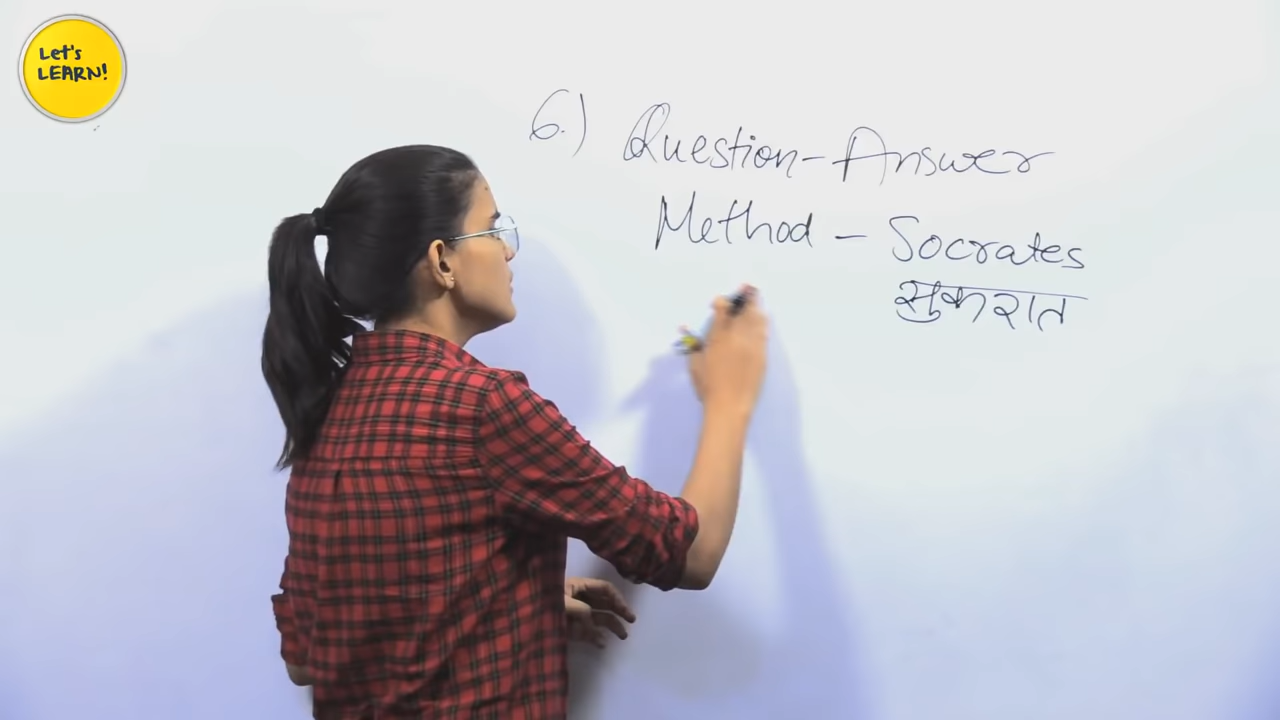 Let's
LEARN!
6.) Question-Answer
Method - Socrates
सुकरात